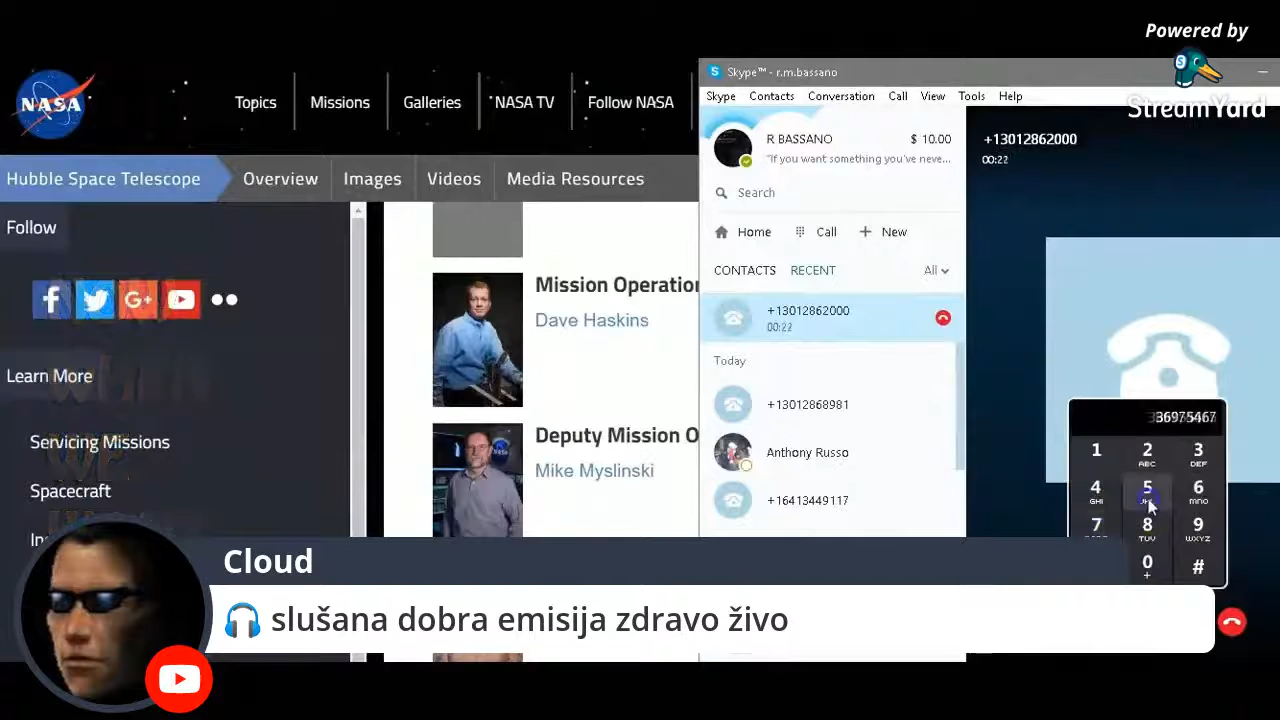 Powered by
StreamYard
NASA
Topics
Missions
Galleries
NASA TV
Follow NASA
Hubble Space Telescope
Overview
Images
Videos
Media Resources
Follow
Learn More
Servicing Missions
Spacecraft
Mission Operation
Dave Haskins
Deputy Mission O
Mike Myslinski
Skype™ - r.m.bassano
Skype Contacts Conversation Call View Tools Help
R BASSANO $ 10.00
"If you want something you've neve...
Search
Home Call New
CONTACTS RECENT All
+13012862000
00:22
Today
+13012868981
Anthony Russo
+16413449117
+13012862000
00:22
36975467
1 2 3
ABC DEF
4 5 6
GHI JKL MNO
7 8 9
TUV WXYZ
0 #
+
Cloud
🎧 slušana dobra emisija zdravo živo